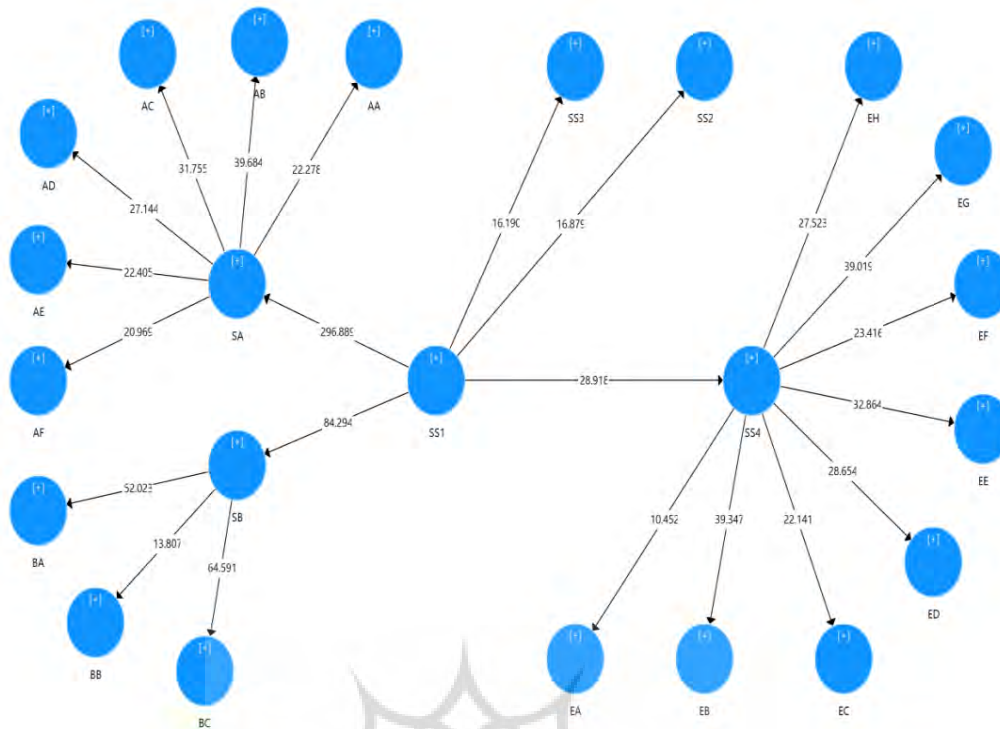 [+]
AB
[+]
AC
[+]
AA
[+]
SS3
[+]
SS2
[+]
EH
[+]
AD
[+]
EG
31.755
39.684
22.278
27.144
16.190
16.879
27.523
39.019
[+]
AE
22.405
[+]
SA
[+]
EF
20.969
296.889
23.416
[+]
AF
[+]
SS1
28.918
[+]
SS4
32.864
[+]
EE
84.294
[+]
SB
28.654
[+]
BA
52.023
13.807
64.591
10.452
39.347
22.141
[+]
ED
[+]
BB
[+]
BC
[+]
EA
[+]
EB
[+]
EC